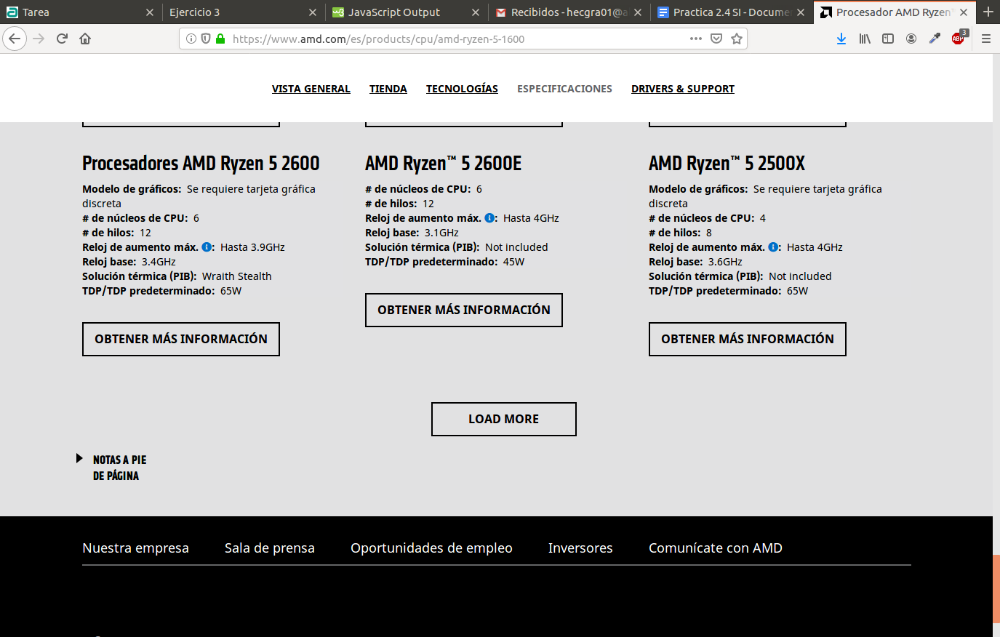 Tarea
Ejercicio 3
JavaScript Output
Recibidos - hecgra01@a
Practica 2.4 SI - Docume
Procesador AMD Ryzen™
https://www.amd.com/es/products/cpu/amd-ryzen-5-1600
ABP
3
VISTA GENERAL TIENDA TECNOLOGÍAS ESPECIFICACIONES DRIVERS & SUPPORT
Procesadores AMD Ryzen 5 2600
Modelo de gráficos: Se requiere tarjeta gráfica
discreta
# de núcleos de CPU: 6
# de hilos: 12
Reloj de aumento máx. : Hasta 3.9GHz
Reloj base: 3.4GHz
Solución térmica (PIB): Wraith Stealth
TDP/TDP predeterminado: 65W
OBTENER MÁS INFORMACIÓN
AMD Ryzen™ 5 2600E
# de núcleos de CPU: 6
# de hilos: 12
Reloj de aumento máx. : Hasta 4GHz
Reloj base: 3.1GHz
Solución térmica (PIB): Not included
TDP/TDP predeterminado: 45W
OBTENER MÁS INFORMACIÓN
AMD Ryzen™ 5 2500X
Modelo de gráficos: Se requiere tarjeta gráfica
discreta
# de núcleos de CPU: 4
# de hilos: 8
Reloj de aumento máx. : Hasta 4GHz
Reloj base: 3.6GHz
Solución térmica (PIB): Not included
TDP/TDP predeterminado: 65W
OBTENER MÁS INFORMACIÓN
LOAD MORE
NOTAS A PIE
DE PÁGINA
Nuestra empresa Sala de prensa Oportunidades de empleo Inversores Comunícate con AMD